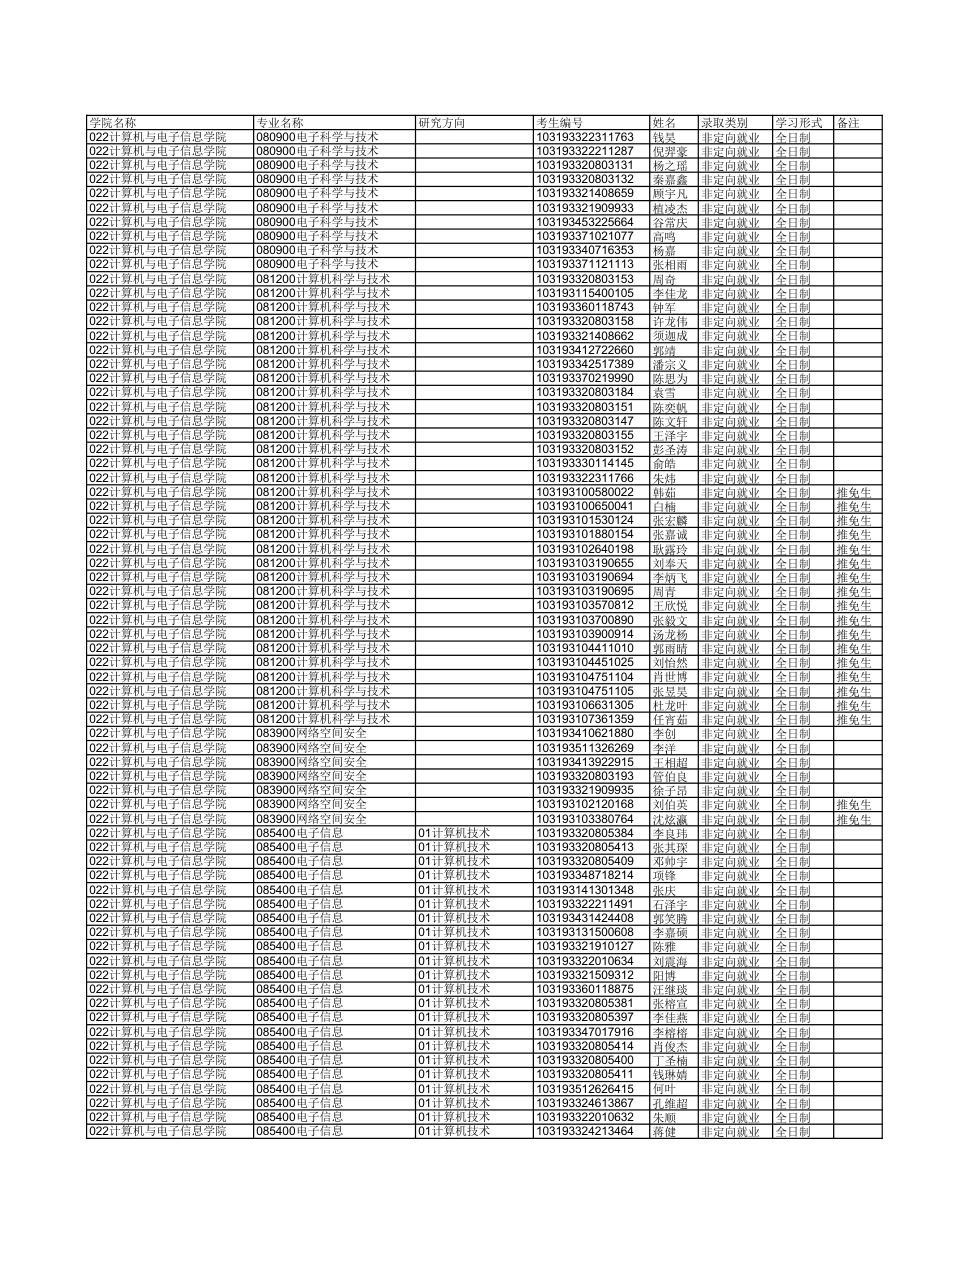 学院名称 专业名称 研究方向 考生编号 姓名 录取类别 学习形式 备注
022计算机与电子信息学院 080900电子科学与技术 103193322311763 钱昊 非定向就业 全日制
022计算机与电子信息学院 080900电子科学与技术 103193322211287 倪羿豪 非定向就业 全日制
022计算机与电子信息学院 080900电子科学与技术 103193320803131 杨之瑶 非定向就业 全日制
022计算机与电子信息学院 080900电子科学与技术 103193320803132 秦嘉鑫 非定向就业 全日制
022计算机与电子信息学院 080900电子科学与技术 103193321408659 顾宇凡 非定向就业 全日制
022计算机与电子信息学院 080900电子科学与技术 103193321909933 植凌杰 非定向就业 全日制
022计算机与电子信息学院 080900电子科学与技术 103193453225664 谷常庆 非定向就业 全日制
022计算机与电子信息学院 080900电子科学与技术 103193371021077 高鸣 非定向就业 全日制
022计算机与电子信息学院 080900电子科学与技术 103193340716353 杨嘉 非定向就业 全日制
022计算机与电子信息学院 080900电子科学与技术 103193371121113 张相雨 非定向就业 全日制
022计算机与电子信息学院 081200计算机科学与技术 103193320803153 周奇 非定向就业 全日制
022计算机与电子信息学院 081200计算机科学与技术 103193115400105 李佳龙 非定向就业 全日制
022计算机与电子信息学院 081200计算机科学与技术 103193360118743 钟军 非定向就业 全日制
022计算机与电子信息学院 081200计算机科学与技术 103193320803158 许龙伟 非定向就业 全日制
022计算机与电子信息学院 081200计算机科学与技术 103193321408662 须迦成 非定向就业 全日制
022计算机与电子信息学院 081200计算机科学与技术 103193412722660 郭靖 非定向就业 全日制
022计算机与电子信息学院 081200计算机科学与技术 103193342517389 潘宗义 非定向就业 全日制
022计算机与电子信息学院 081200计算机科学与技术 103193370219990 陈思为 非定向就业 全日制
022计算机与电子信息学院 081200计算机科学与技术 103193320803184 袁雪 非定向就业 全日制
022计算机与电子信息学院 081200计算机科学与技术 103193320803151 陈奕帆 非定向就业 全日制
022计算机与电子信息学院 081200计算机科学与技术 103193320803147 陈文轩 非定向就业 全日制
022计算机与电子信息学院 081200计算机科学与技术 103193320803155 王泽宇 非定向就业 全日制
022计算机与电子信息学院 081200计算机科学与技术 103193320803152 彭圣涛 非定向就业 全日制
022计算机与电子信息学院 081200计算机科学与技术 103193330114145 俞皓 非定向就业 全日制
022计算机与电子信息学院 081200计算机科学与技术 103193322311766 朱炜 非定向就业 全日制
022计算机与电子信息学院 081200计算机科学与技术 103193100580022 韩茹 非定向就业 全日制 推免生
022计算机与电子信息学院 081200计算机科学与技术 103193100650041 白楠 非定向就业 全日制 推免生
022计算机与电子信息学院 081200计算机科学与技术 103193101530124 张宏麟 非定向就业 全日制 推免生
022计算机与电子信息学院 081200计算机科学与技术 103193101880154 张嘉诚 非定向就业 全日制 推免生
022计算机与电子信息学院 081200计算机科学与技术 103193102640198 耿露玲 非定向就业 全日制 推免生
022计算机与电子信息学院 081200计算机科学与技术 103193103190655 刘奉天 非定向就业 全日制 推免生
022计算机与电子信息学院 081200计算机科学与技术 103193103190694 李炳飞 非定向就业 全日制 推免生
022计算机与电子信息学院 081200计算机科学与技术 103193103190695 周青 非定向就业 全日制 推免生
022计算机与电子信息学院 081200计算机科学与技术 103193103570812 王欣悦 非定向就业 全日制 推免生
022计算机与电子信息学院 081200计算机科学与技术 103193103700890 张毅文 非定向就业 全日制 推免生
022计算机与电子信息学院 081200计算机科学与技术 103193103900914 汤龙杨 非定向就业 全日制 推免生
022计算机与电子信息学院 081200计算机科学与技术 103193104411010 郭雨晴 非定向就业 全日制 推免生
022计算机与电子信息学院 081200计算机科学与技术 103193104451025 刘怡然 非定向就业 全日制 推免生
022计算机与电子信息学院 081200计算机科学与技术 103193104751104 肖世博 非定向就业 全日制 推免生
022计算机与电子信息学院 081200计算机科学与技术 103193104751105 张昱昊 非定向就业 全日制 推免生
022计算机与电子信息学院 081200计算机科学与技术 103193106631305 杜龙叶 非定向就业 全日制 推免生
022计算机与电子信息学院 081200计算机科学与技术 103193107361359 任肖茹 非定向就业 全日制 推免生
022计算机与电子信息学院 083900网络空间安全 103193410621880 李创 非定向就业 全日制
022计算机与电子信息学院 083900网络空间安全 103193511326269 李洋 非定向就业 全日制
022计算机与电子信息学院 083900网络空间安全 103193413922915 王相超 非定向就业 全日制
022计算机与电子信息学院 083900网络空间安全 103193320803193 管伯良 非定向就业 全日制
022计算机与电子信息学院 083900网络空间安全 103193321909935 徐子昂 非定向就业 全日制
022计算机与电子信息学院 083900网络空间安全 103193102120168 刘伯英 非定向就业 全日制 推免生
022计算机与电子信息学院 083900网络空间安全 103193103380764 沈炫瀛 非定向就业 全日制 推免生
022计算机与电子信息学院 085400电子信息 01计算机技术 103193320805384 李良玮 非定向就业 全日制
022计算机与电子信息学院 085400电子信息 01计算机技术 103193320805413 张其琛 非定向就业 全日制
022计算机与电子信息学院 085400电子信息 01计算机技术 103193320805409 邓帅宇 非定向就业 全日制
022计算机与电子信息学院 085400电子信息 01计算机技术 103193348718214 项锋 非定向就业 全日制
022计算机与电子信息学院 085400电子信息 01计算机技术 103193141301348 张庆 非定向就业 全日制
022计算机与电子信息学院 085400电子信息 01计算机技术 103193322211491 石泽宇 非定向就业 全日制
022计算机与电子信息学院 085400电子信息 01计算机技术 103193431424408 郭笑腾 非定向就业 全日制
022计算机与电子信息学院 085400电子信息 01计算机技术 103193131500608 李嘉硕 非定向就业 全日制
022计算机与电子信息学院 085400电子信息 01计算机技术 103193321910127 陈雅 非定向就业 全日制
022计算机与电子信息学院 085400电子信息 01计算机技术 103193322010634 刘震海 非定向就业 全日制
022计算机与电子信息学院 085400电子信息 01计算机技术 103193321509312 阳博 非定向就业 全日制
022计算机与电子信息学院 085400电子信息 01计算机技术 103193360118875 汪继琰 非定向就业 全日制
022计算机与电子信息学院 085400电子信息 01计算机技术 103193320805381 张榕宣 非定向就业 全日制
022计算机与电子信息学院 085400电子信息 01计算机技术 103193320805397 李佳燕 非定向就业 全日制
022计算机与电子信息学院 085400电子信息 01计算机技术 103193347017916 李榕榕 非定向就业 全日制
022计算机与电子信息学院 085400电子信息 01计算机技术 103193320805414 肖俊杰 非定向就业 全日制
022计算机与电子信息学院 085400电子信息 01计算机技术 103193320805400 丁圣楠 非定向就业 全日制
022计算机与电子信息学院 085400电子信息 01计算机技术 103193320805411 钱琳婧 非定向就业 全日制
022计算机与电子信息学院 085400电子信息 01计算机技术 103193512626415 何叶 非定向就业 全日制
022计算机与电子信息学院 085400电子信息 01计算机技术 103193324613867 孔维超 非定向就业 全日制
022计算机与电子信息学院 085400电子信息 01计算机技术 103193322010632 朱顺 非定向就业 全日制
022计算机与电子信息学院 085400电子信息 01计算机技术 103193324213464 蒋健 非定向就业 全日制